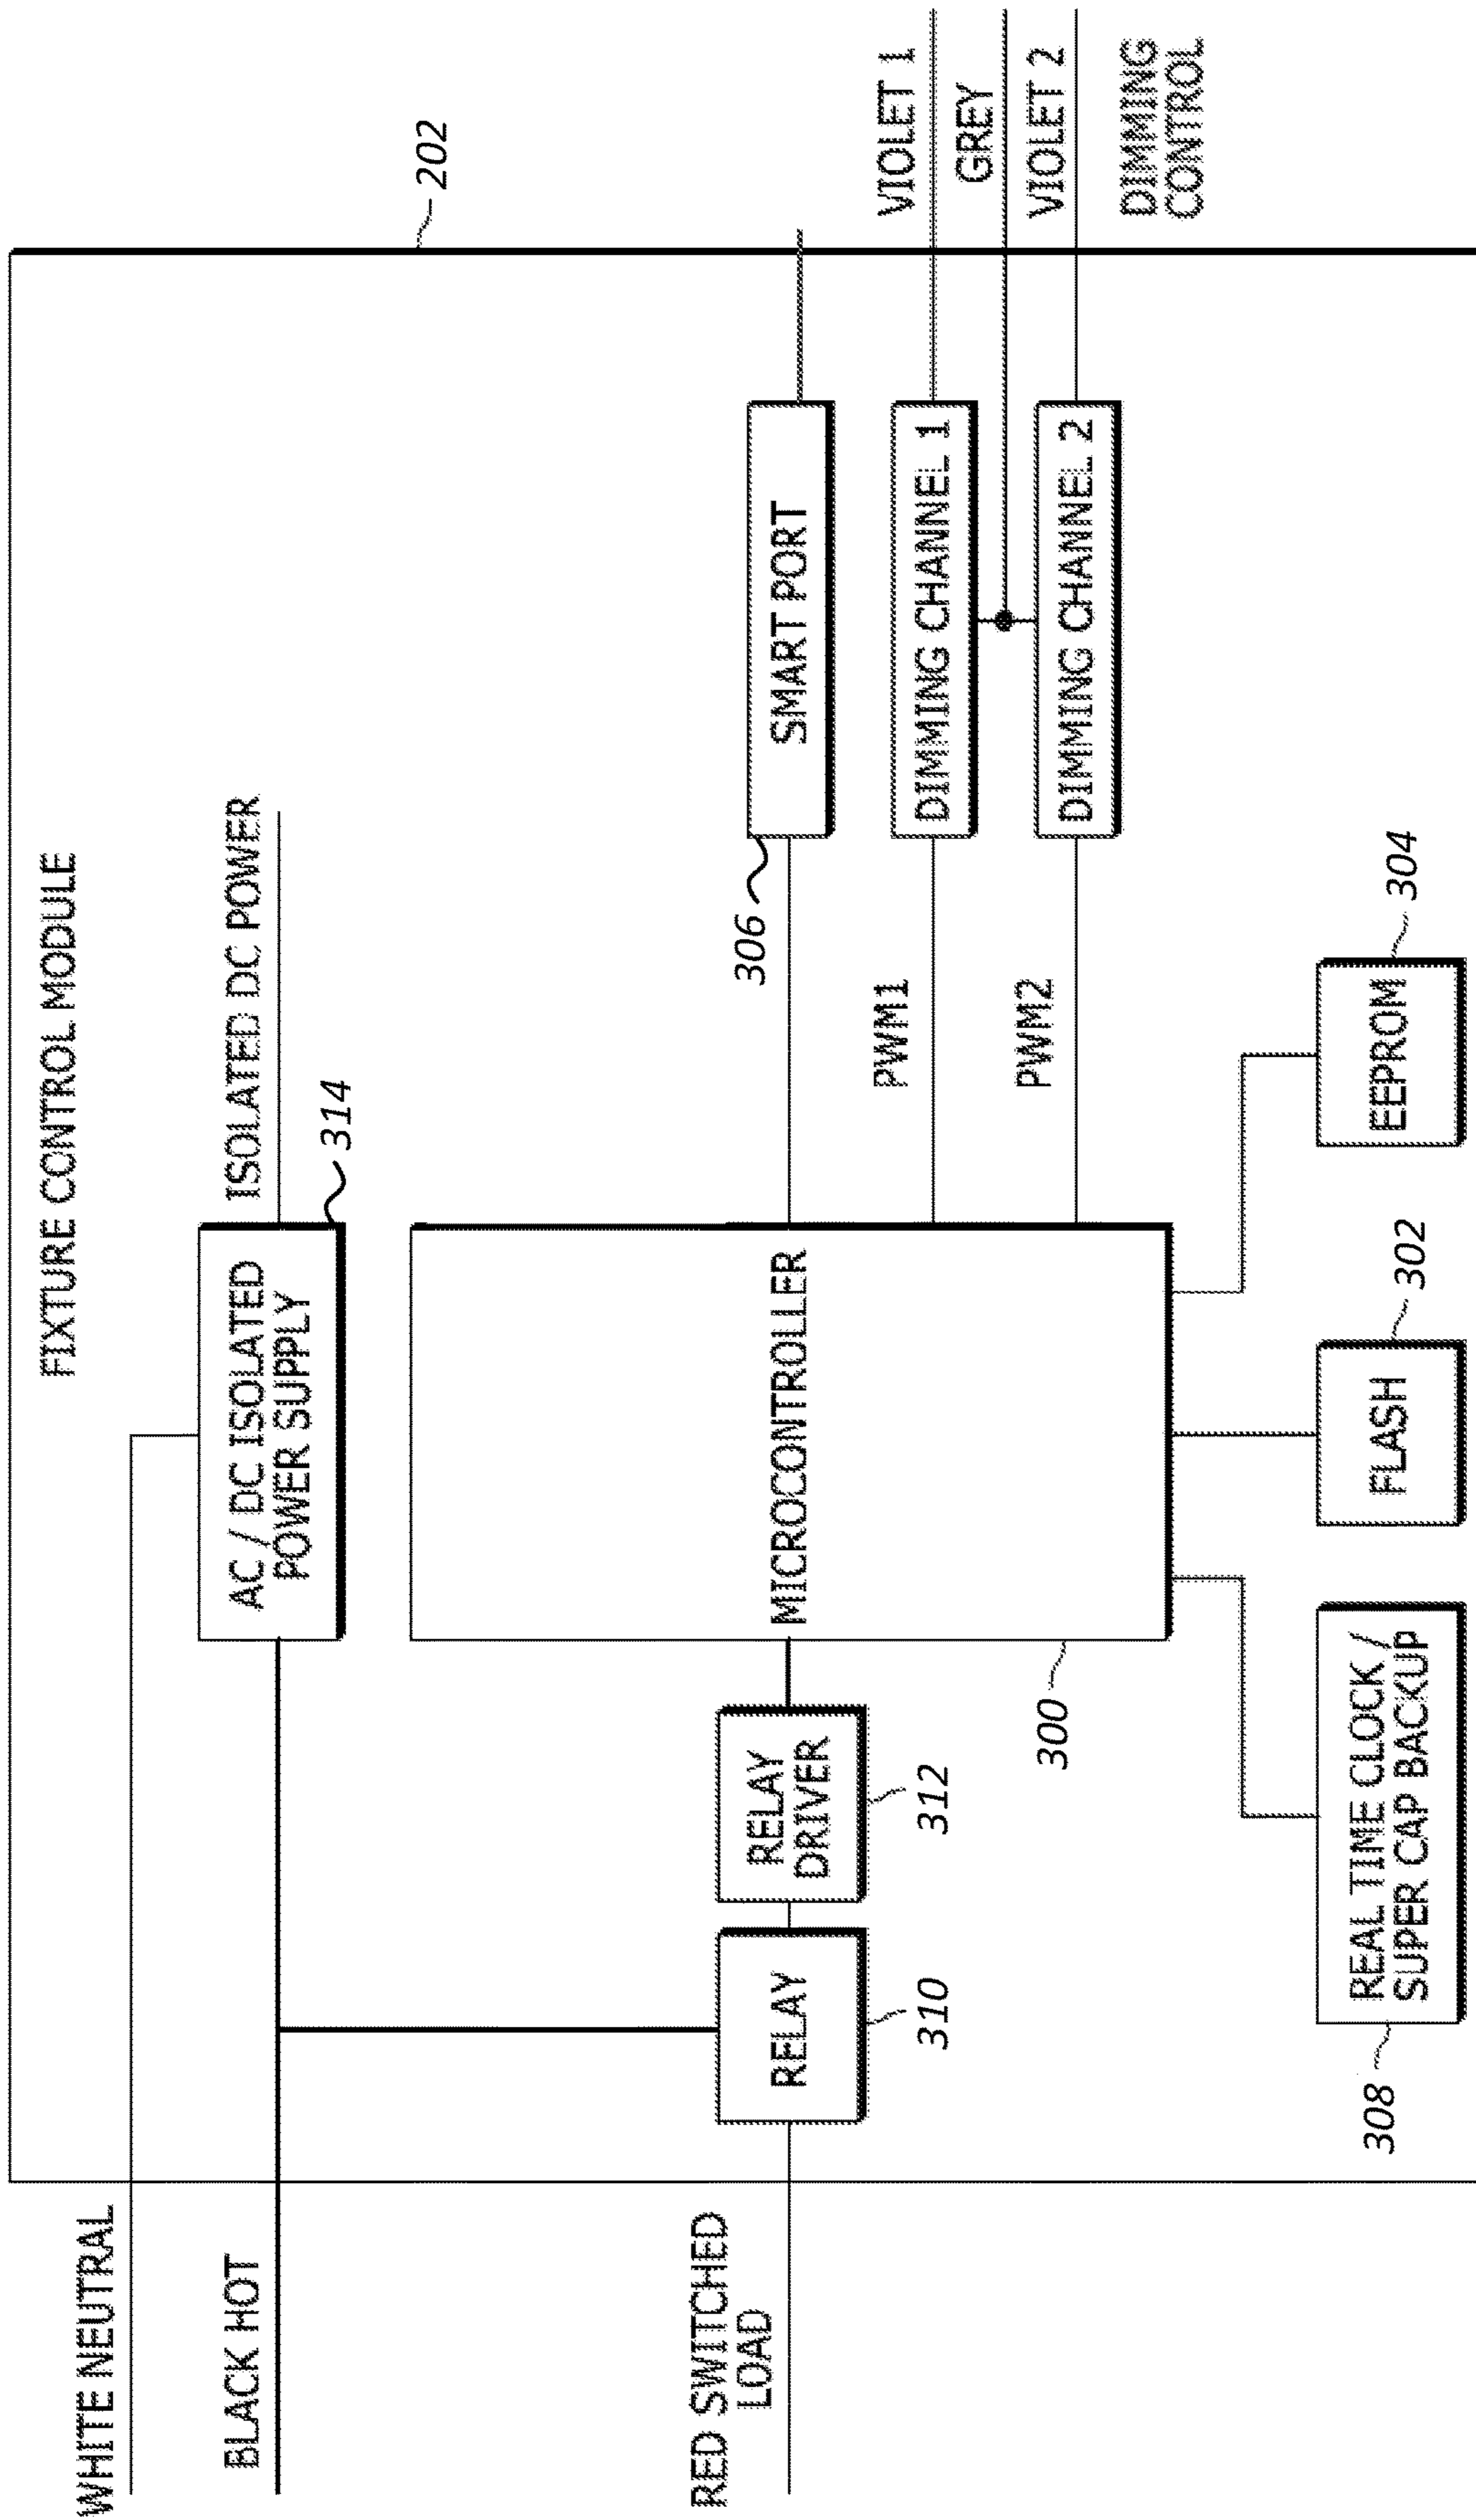 FIXTURE CONTROL MODULE
202
WHITE NEUTRAL
BLACK HOT
AC / DC ISOLATED
POWER SUPPLY
ISOLATED DC POWER
314
RED SWITCHED
LOAD
RELAY
310
RELAY
DRIVER
312
MICROCONTROLLER
300
306
SMART PORT
PWM1
DIMMING CHANNEL 1
VIOLET 1
GREY
PWM2
DIMMING CHANNEL 2
VIOLET 2
DIMMING
CONTROL
REAL TIME CLOCK /
SUPER CAP BACKUP
308
FLASH
302
EEPROM
304